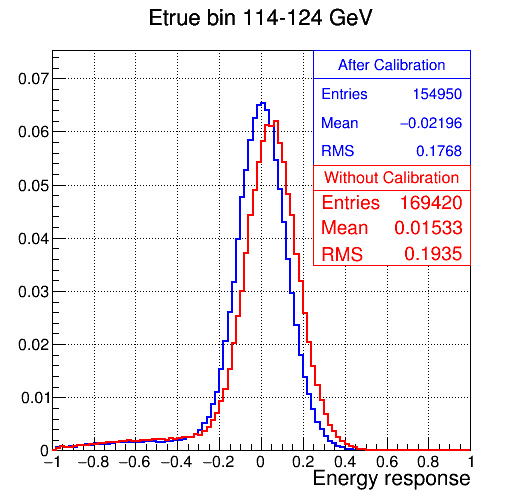 Etrue bin 114-124 GeV
After Calibration
Entries 154950
Mean −0.02196
RMS 0.1768
Without Calibration
Entries 169420
Mean 0.01533
RMS 0.1935
0.07
0.06
0.05
0.04
0.03
0.02
0.01
0
−1 −0.8 −0.6 −0.4 −0.2 0 0.2 0.4 0.6 0.8 1
Energy response